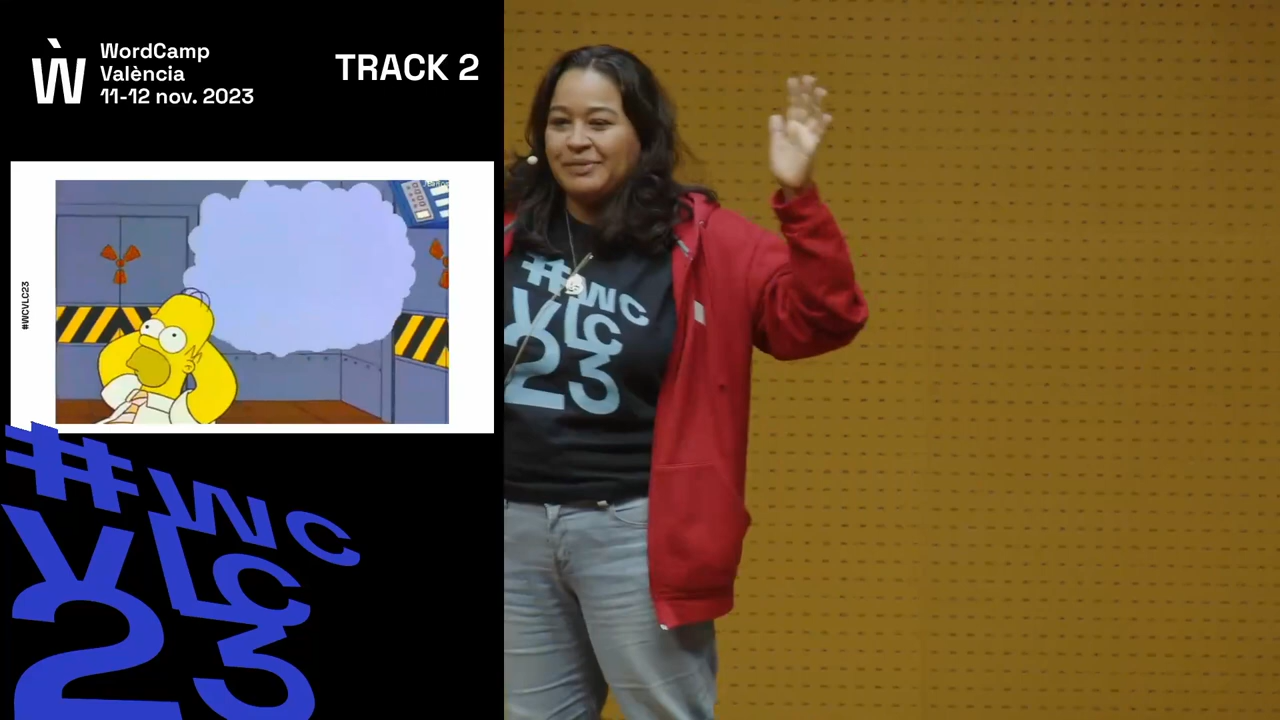 WordCamp
València
11-12 nov. 2023
TRACK 2
#WCVLC23
#WC
VLC
23
#WC
VLC
23